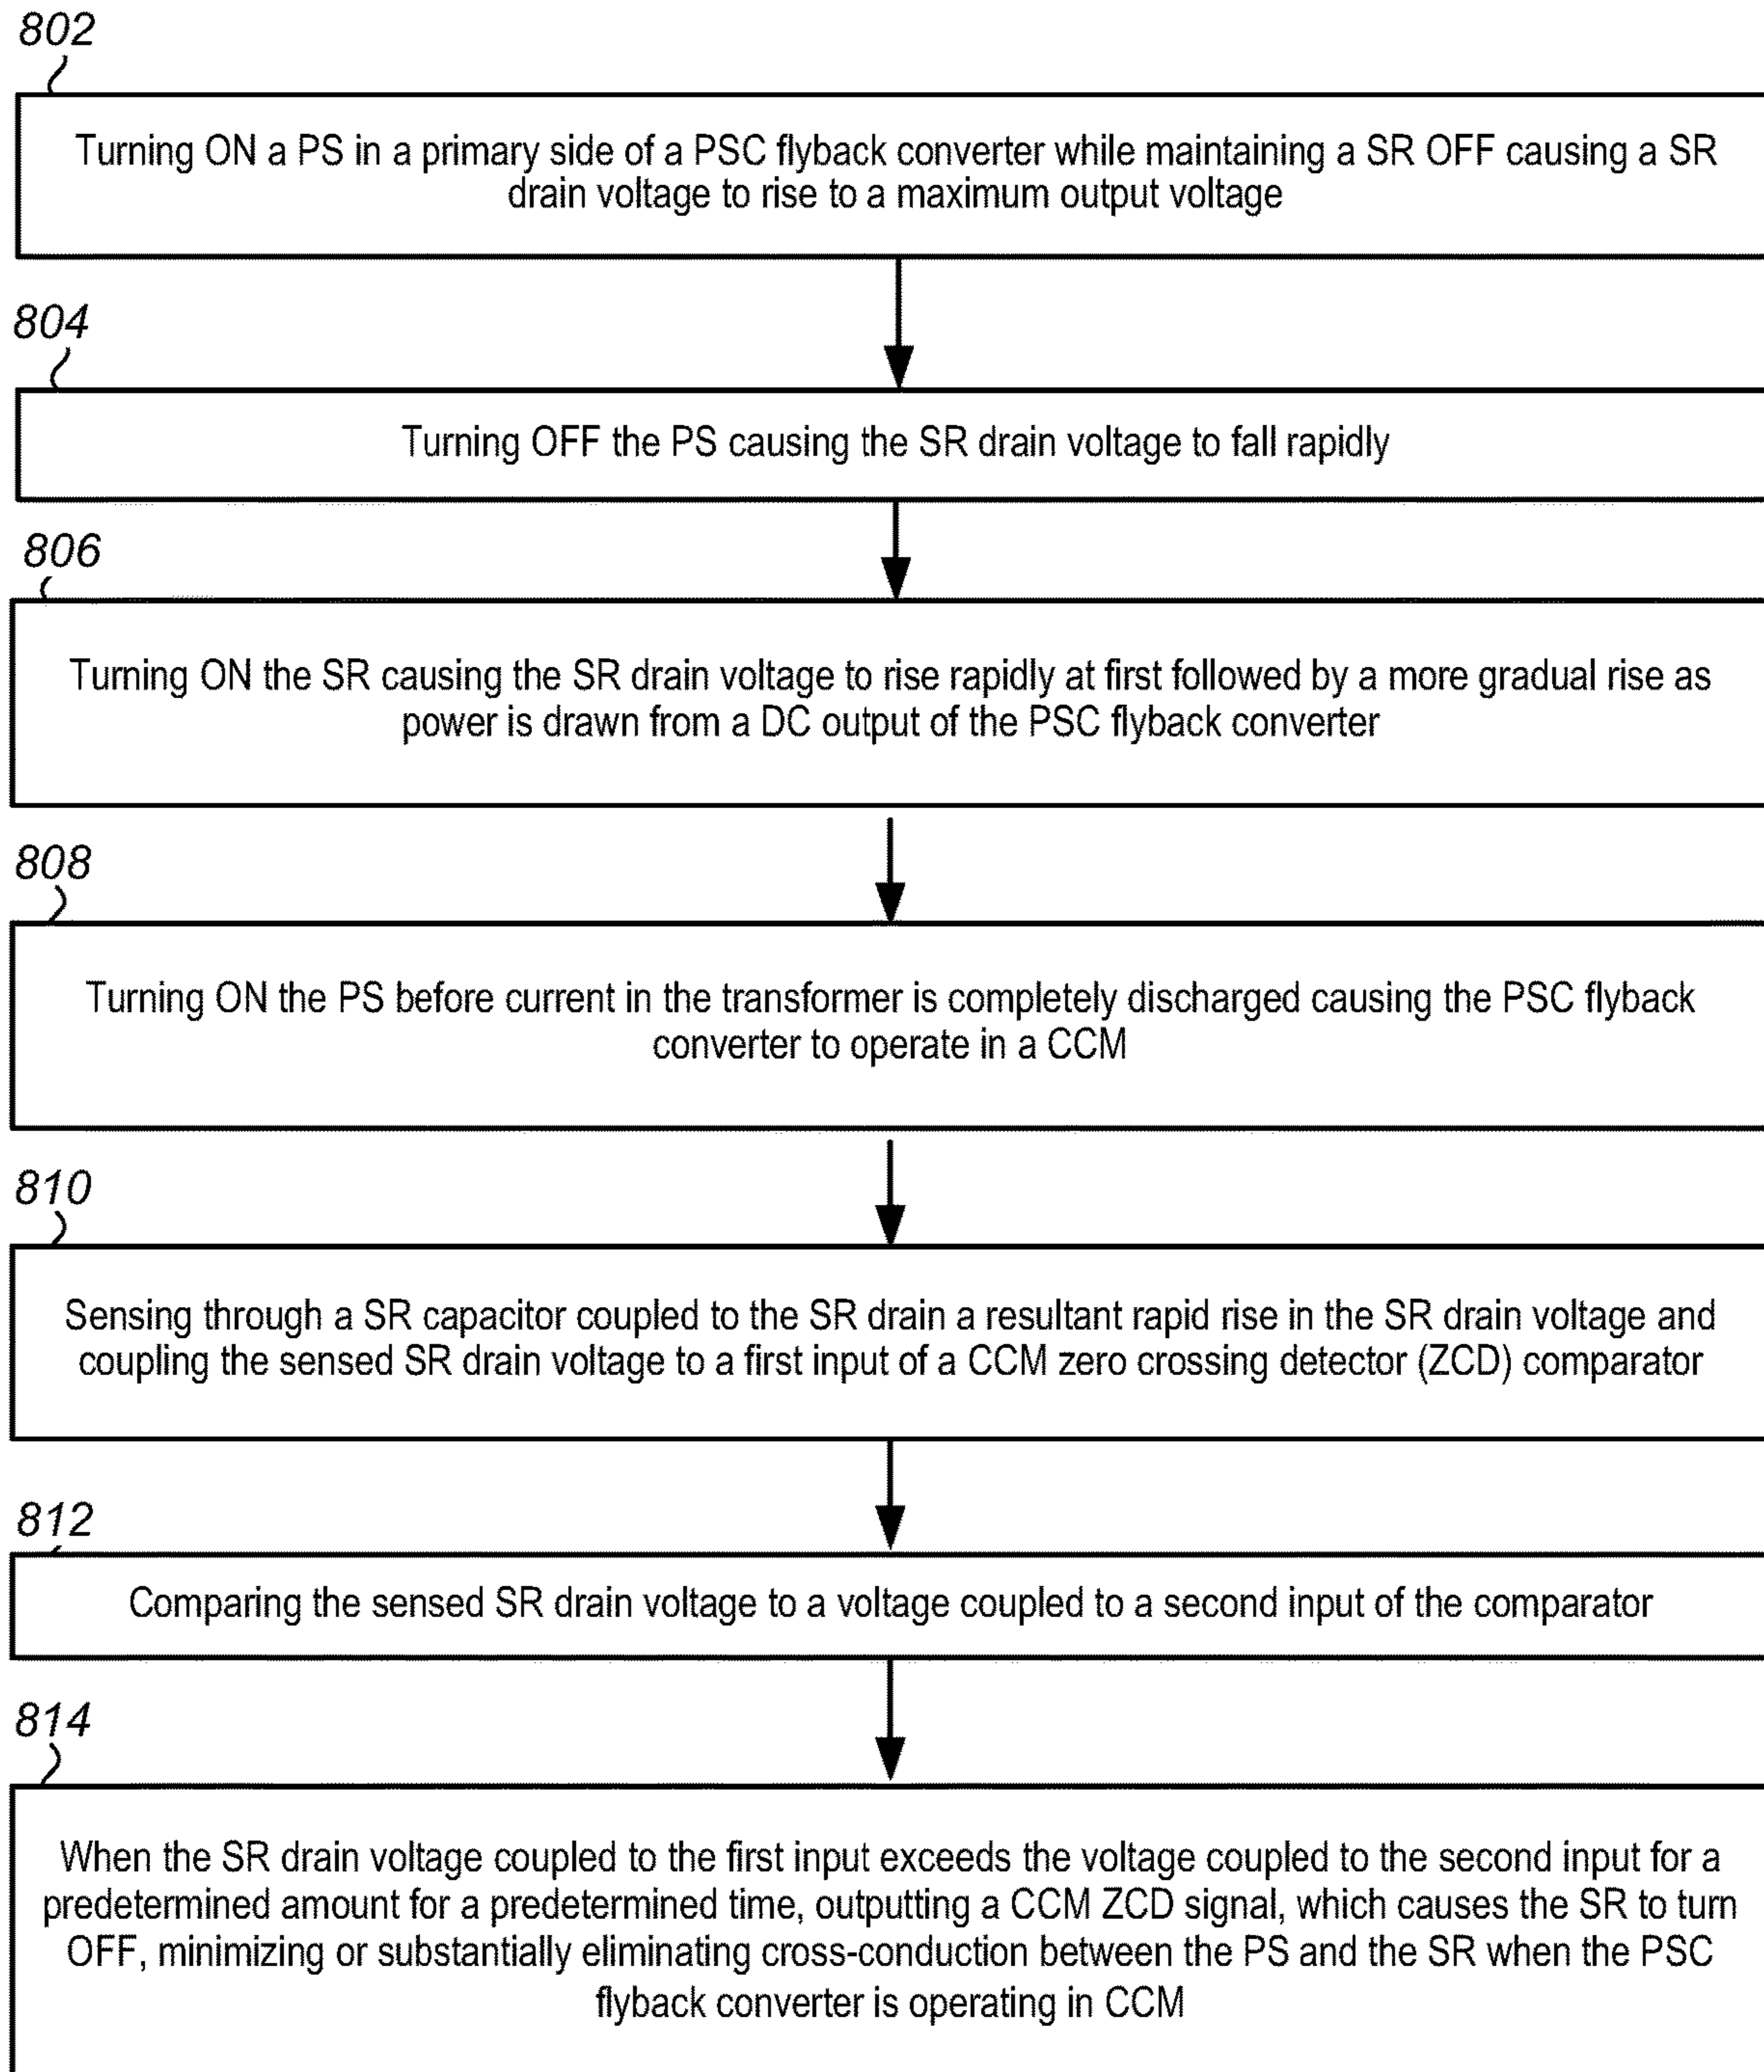 802
Turning ON a PS in a primary side of a PSC flyback converter while maintaining a SR OFF causing a SR
drain voltage to rise to a maximum output voltage
804
Turning OFF the PS causing the SR drain voltage to fall rapidly
806
Turning ON the SR causing the SR drain voltage to rise rapidly at first followed by a more gradual rise as
power is drawn from a DC output of the PSC flyback converter
808
Turning ON the PS before current in the transformer is completely discharged causing the PSC flyback
converter to operate in a CCM
810
Sensing through a SR capacitor coupled to the SR drain a resultant rapid rise in the SR drain voltage and
coupling the sensed SR drain voltage to a first input of a CCM zero crossing detector (ZCD) comparator
812
Comparing the sensed SR drain voltage to a voltage coupled to a second input of the comparator
814
When the SR drain voltage coupled to the first input exceeds the voltage coupled to the second input for a
predetermined amount for a predetermined time, outputting a CCM ZCD signal, which causes the SR to turn
OFF, minimizing or substantially eliminating cross-conduction between the PS and the SR when the PSC
flyback converter is operating in CCM